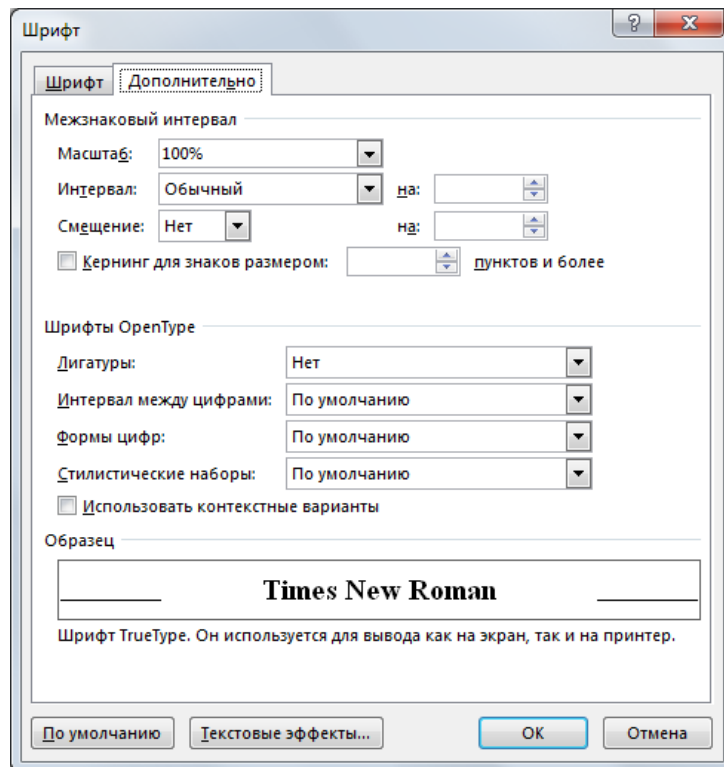 Шрифт
Шрифт Дополнительно
Межзнаковый интервал
Масштаб: 100%
Интервал: Обычный на:
Смещение: Нет на:
Кернинг для знаков размером: пунктов и более
Шрифты OpenType
Лигатуры: Нет
Интервал между цифрами: По умолчанию
Формы цифр: По умолчанию
Стилистические наборы: По умолчанию
Использовать контекстные варианты
Образец
Times New Roman
Шрифт TrueType. Он используется для вывода как на экран, так и на принтер.
По умолчанию Текстовые эффекты... ОК Отмена